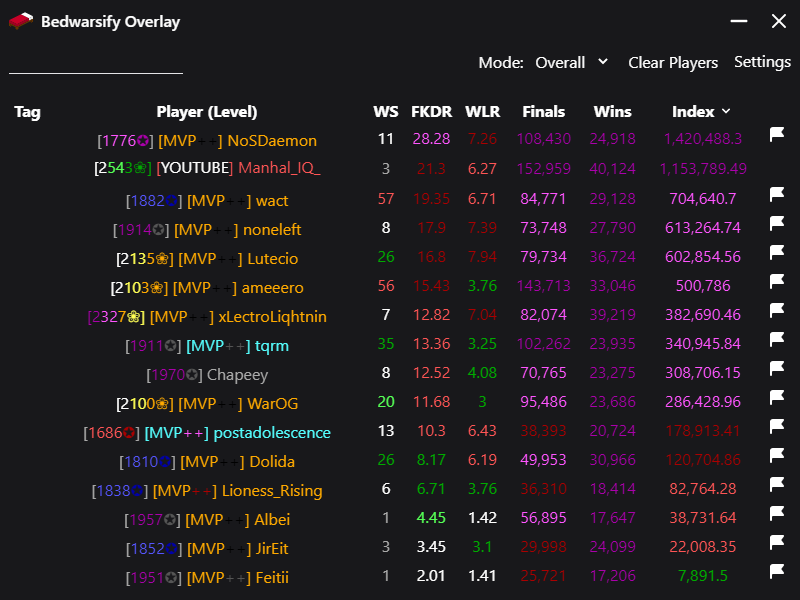 Bedwarsify Overlay
Mode: Overall Clear Players Settings
Tag Player (Level) WS FKDR WLR Finals Wins Index
[1776✪] [MVP++] NoSDaemon 11 28.28 7.26 108,430 24,918 1,420,488.3
[2543❀] [YOUTUBE] Manhal_IQ_ 3 21.3 6.27 152,959 40,124 1,153,789.49
[1882✪] [MVP++] wact 57 19.35 6.71 84,771 29,128 704,640.7
[1914✪] [MVP++] noneleft 8 17.9 7.39 73,748 27,790 613,264.74
[2135❀] [MVP++] Lutecio 26 16.8 7.94 79,734 36,724 602,854.56
[2103❀] [MVP++] ameeero 56 15.43 3.76 143,713 33,046 500,786
[2327❀] [MVP++] xLectroLiqhtnin 7 12.82 7.04 82,074 39,219 382,690.46
[1911✪] [MVP++] tqrm 35 13.36 3.25 102,262 23,935 340,945.84
[1970✪] Chapeey 8 12.52 4.08 70,765 23,275 308,706.15
[2100❀] [MVP++] WarOG 20 11.68 3 95,486 23,686 286,428.96
[1686✪] [MVP++] postadolescence 13 10.3 6.43 38,393 20,724 178,913.41
[1810✪] [MVP++] Dolida 26 8.17 6.19 49,953 30,966 120,704.86
[1838✪] [MVP++] Lioness_Rising 6 6.71 3.76 36,310 18,414 82,764.28
[1957✪] [MVP++] Albei 1 4.45 1.42 56,895 17,647 38,731.64
[1852✪] [MVP++] JirEit 3 3.45 3.1 29,998 24,099 22,008.35
[1951✪] [MVP++] Feitii 1 2.01 1.41 25,721 17,206 7,891.5